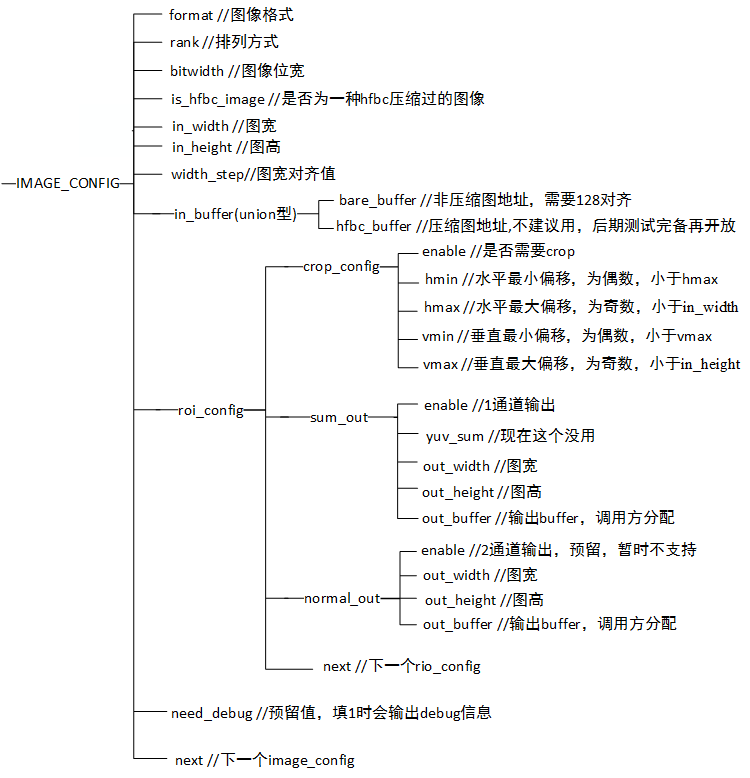 format //图像格式
rank //排列方式
bitwidth //图像位宽
is_hfbc_image //是否为一种hfbc压缩过的图像
in_width //图宽
in_height //图高
width_step//图宽对齐值
IMAGE_CONFIG
in_buffer(union型)
bare_buffer //非压缩图地址，需要128对齐
hfbc_buffer //压缩图地址,不建议用，后期测试完备再开放
roi_config
crop_config
enable //是否需要crop
hmin //水平最小偏移，为偶数，小于hmax
hmax //水平最大偏移，为奇数，小于in_width
vmin //垂直最小偏移，为偶数，小于vmax
vmax //垂直最大偏移，为奇数，小于in_height
sum_out
enable //1通道输出
yuv_sum //现在这个没用
out_width //图宽
out_height //图高
out_buffer //输出buffer，调用方分配
normal_out
enable //2通道输出，预留，暂时不支持
out_width //图宽
out_height //图高
out_buffer //输出buffer，调用方分配
next //下一个rio_config
need_debug //预留值，填1时会输出debug信息
next //下一个image_config